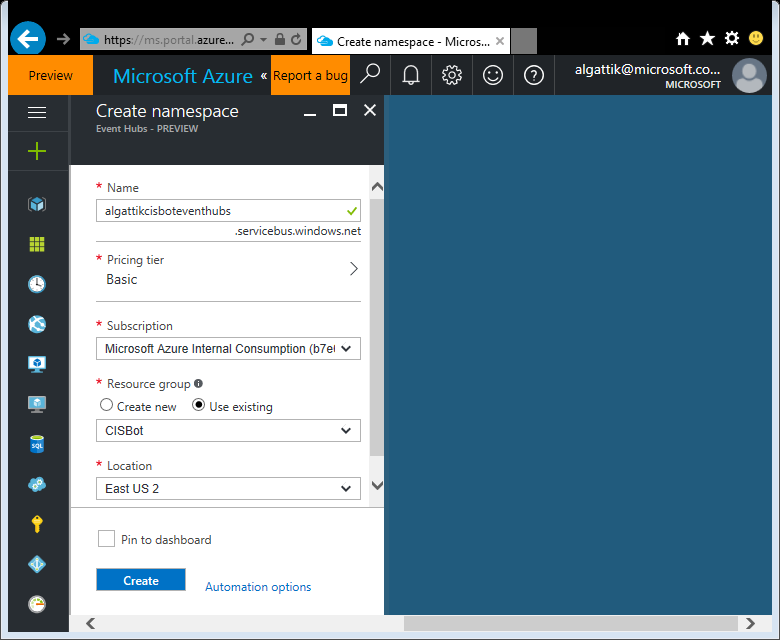 https://ms.portal.azure...
Create namespace - Micros...
Preview
Microsoft Azure
Report a bug
algattik@microsoft.co...
MICROSOFT
Create namespace
Event Hubs - PREVIEW
* Name
algattikcisboteventhubs
.servicebus.windows.net
* Pricing tier
Basic
* Subscription
Microsoft Azure Internal Consumption (b7e
* Resource group
Create new
Use existing
CISBot
* Location
East US 2
SQL
Pin to dashboard
Create
Automation options